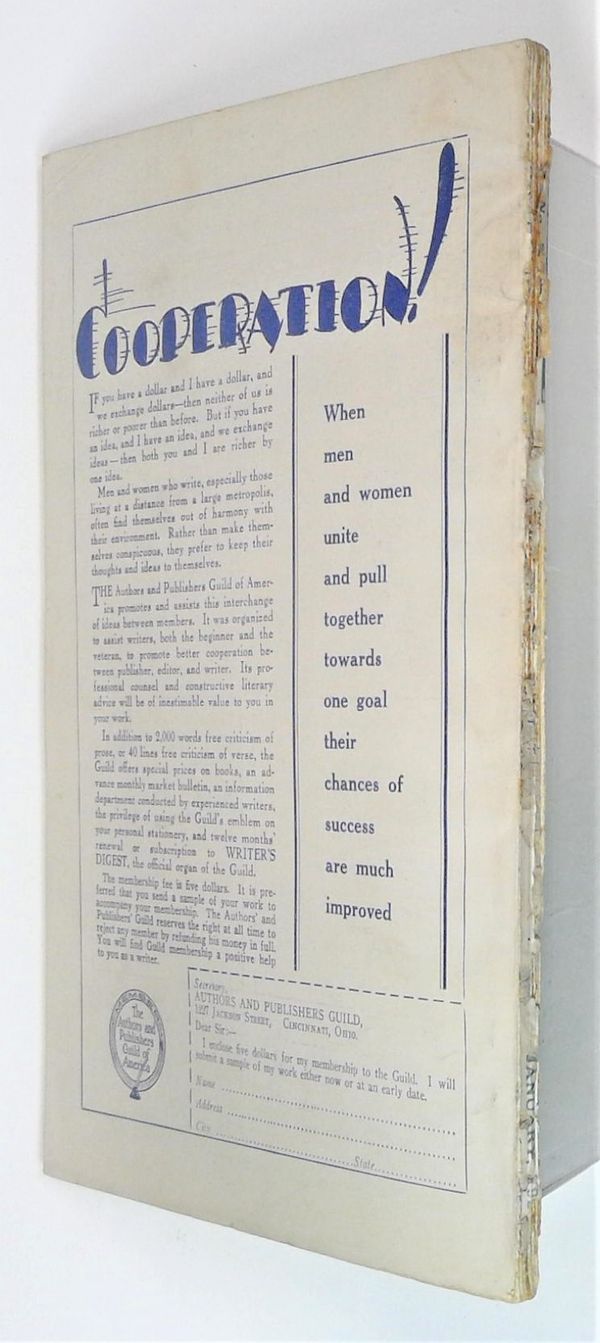 COOPERATION!
IF you have a dollar and I have a dollar, and
we exchange dollars—then neither of us is
richer or poorer than before. But if you have
an idea, and I have an idea, and we exchange
ideas—then both you and I are richer by
one idea.
Men and women who write, especially those
living at a distance from a large metropolis,
often find themselves out of harmony with
their environment. Rather than make them-
selves conspicuous, they prefer to keep their
thoughts and ideas to themselves.
THE Authors and Publishers Guild of Amer-
ica promotes and assists this interchange
of ideas between members. It was organized
to assist writers, both the beginner and the
veteran, to promote better cooperation be-
tween publisher, editor, and writer. Its pro-
fessional counsel and constructive literary
advice will be of inestimable value to you in
your work.
In addition to 2,000 words free criticism of
prose, or 40 lines free criticism of verse, the
Guild offers special prices on books, an ad-
vance monthly market bulletin, an information
department conducted by experienced writers,
the privilege of using the Guild's emblem on
your personal stationery, and twelve months'
renewal or subscription to WRITER'S
DIGEST, the official organ of the Guild.
The membership fee is five dollars. It is pre-
ferred that you send a sample of your work to
accompany your membership. The Authors' and
Publishers' Guild reserves the right at all time to
reject any member by refunding his money in full.
You will find Guild membership a positive help
to you as a writer.
When
men
and women
unite
and pull
together
towards
one goal
their
chances of
success
are much
improved
MEMBER
The
Authors and
Publishers
Guild of
America
Secretary,
AUTHORS AND PUBLISHERS GUILD,
1227 JACKSON STREET, CINCINNATI, OHIO.
Dear Sir:—
I enclose five dollars for my membership to the Guild. I will
submit a sample of my work either now or at an early date.
Name
Address
City State
JANUARY,